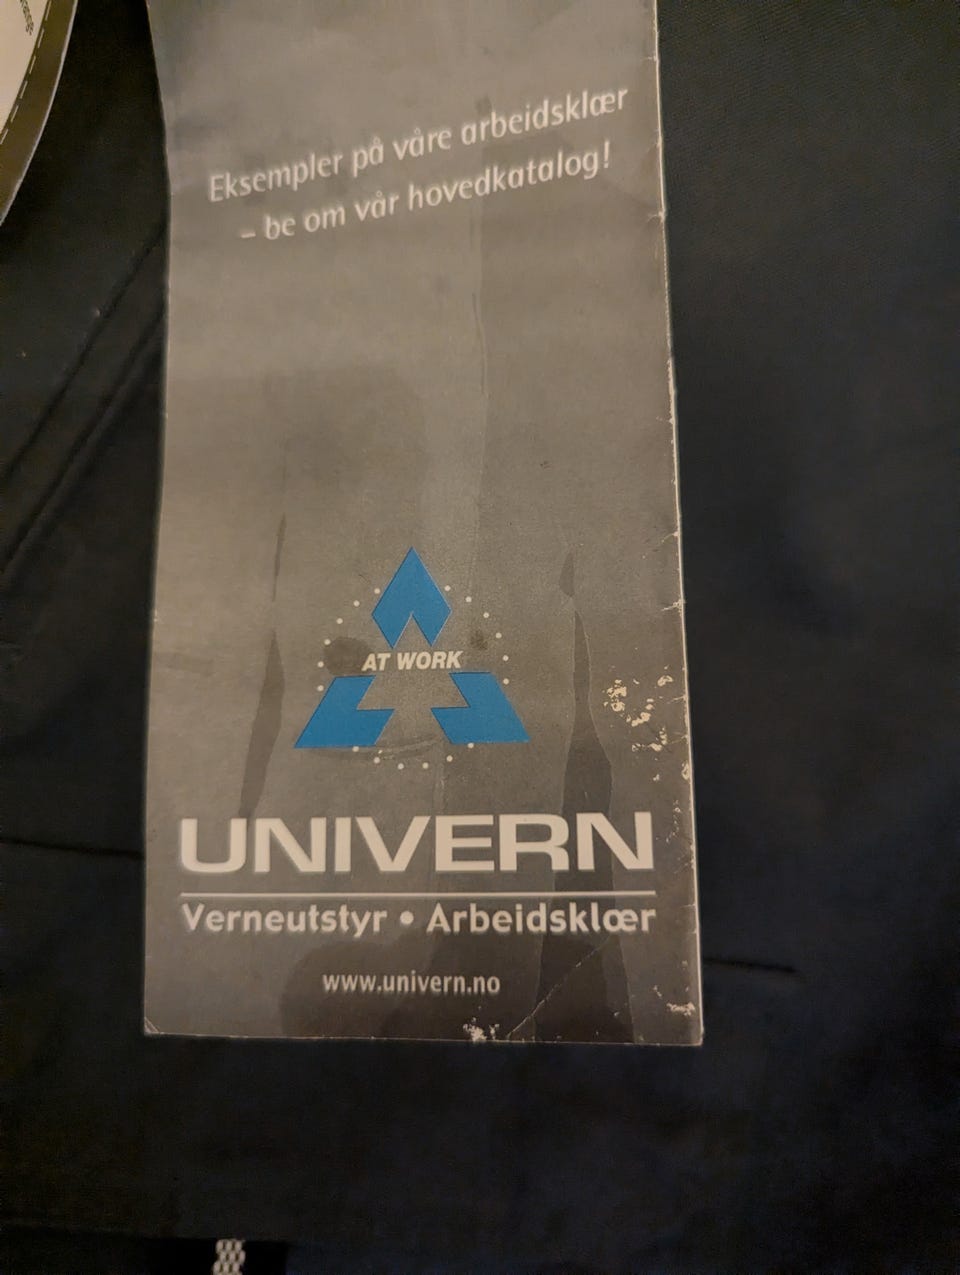 Eksempler på våre arbeidsklær
– be om vår hovedkatalog!
AT WORK
UNIVERN
Verneutstyr • Arbeidsklær
www.univern.no